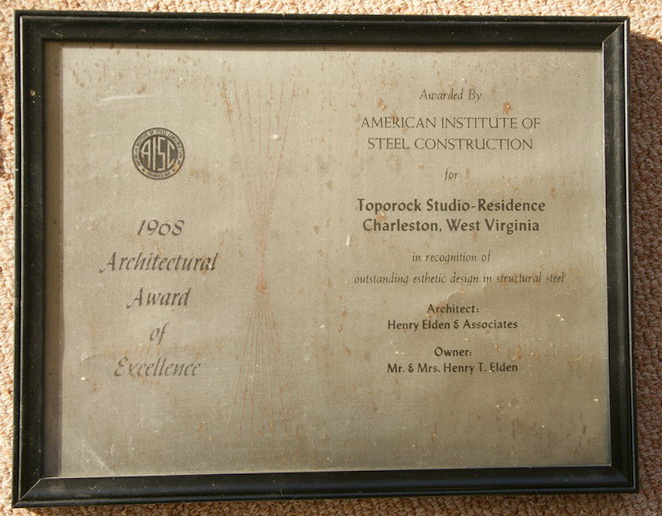 AISC
1968
Architectural
Award
of
Excellence
Awarded By
AMERICAN INSTITUTE OF
STEEL CONSTRUCTION
for
Toporock Studio-Residence
Charleston, West Virginia
in recognition of
outstanding esthetic design in structural steel
Architect:
Henry Elden & Associates
Owner:
Mr. & Mrs. Henry T. Elden